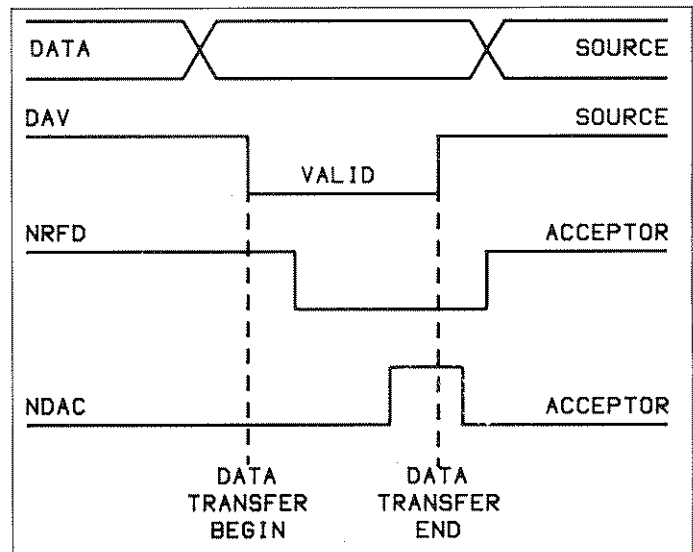 DATA SOURCE
DAV SOURCE
VALID
NRFD ACCEPTOR
NDAC ACCEPTOR
DATA DATA
TRANSFER TRANSFER
BEGIN END